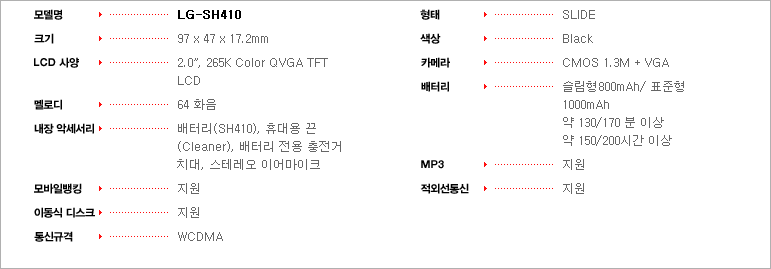 모델명 LG-SH410
크기 97 x 47 x 17.2mm
LCD 사양 2.0”, 265K Color QVGA TFT
LCD
멜로디 64 화음
내장 악세서리 배터리(SH410), 휴대용 끈
(Cleaner), 배터리 전용 충전거
치대, 스테레오 이어마이크
모바일뱅킹 지원
이동식 디스크 지원
통신규격 WCDMA
형태 SLIDE
색상 Black
카메라 CMOS 1.3M + VGA
배터리 슬림형800mAh/ 표준형
1000mAh
약 130/170 분 이상
약 150/200시간 이상
MP3 지원
적외선통신 지원